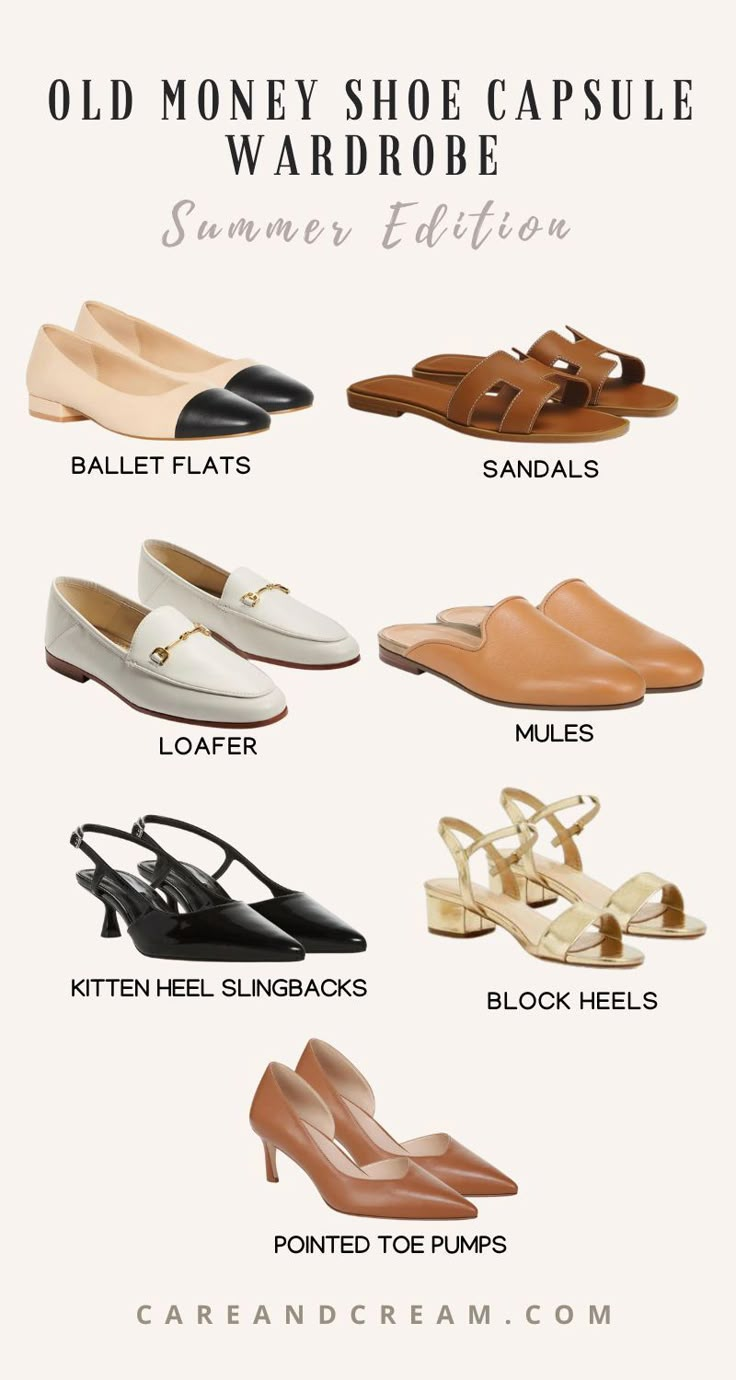 OLD MONEY SHOE CAPSULE
WARDROBE
Summer Edition
BALLET FLATS
SANDALS
LOAFER
MULES
KITTEN HEEL SLINGBACKS
BLOCK HEELS
POINTED TOE PUMPS
CAREANDCREAM.COM